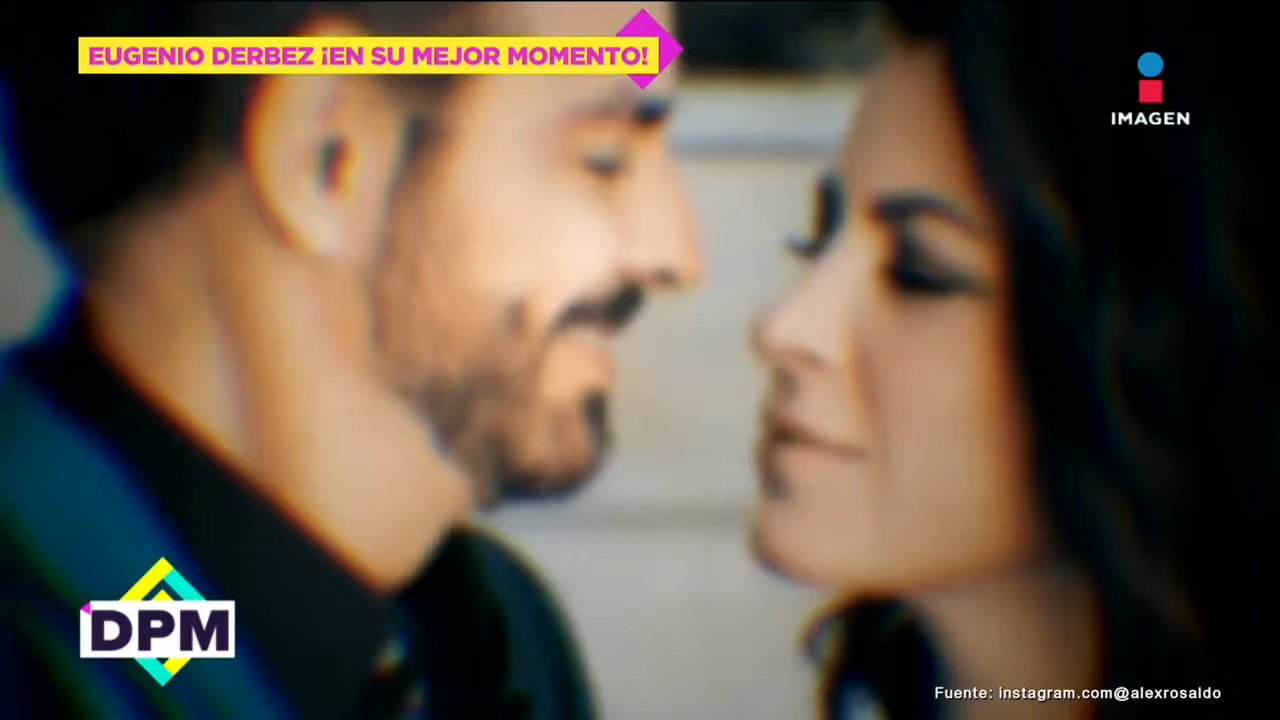 EUGENIO DERBEZ ¡EN SU MEJOR MOMENTO!
IMAGEN
DPM
Fuente: instagram.com@alexrosaldo